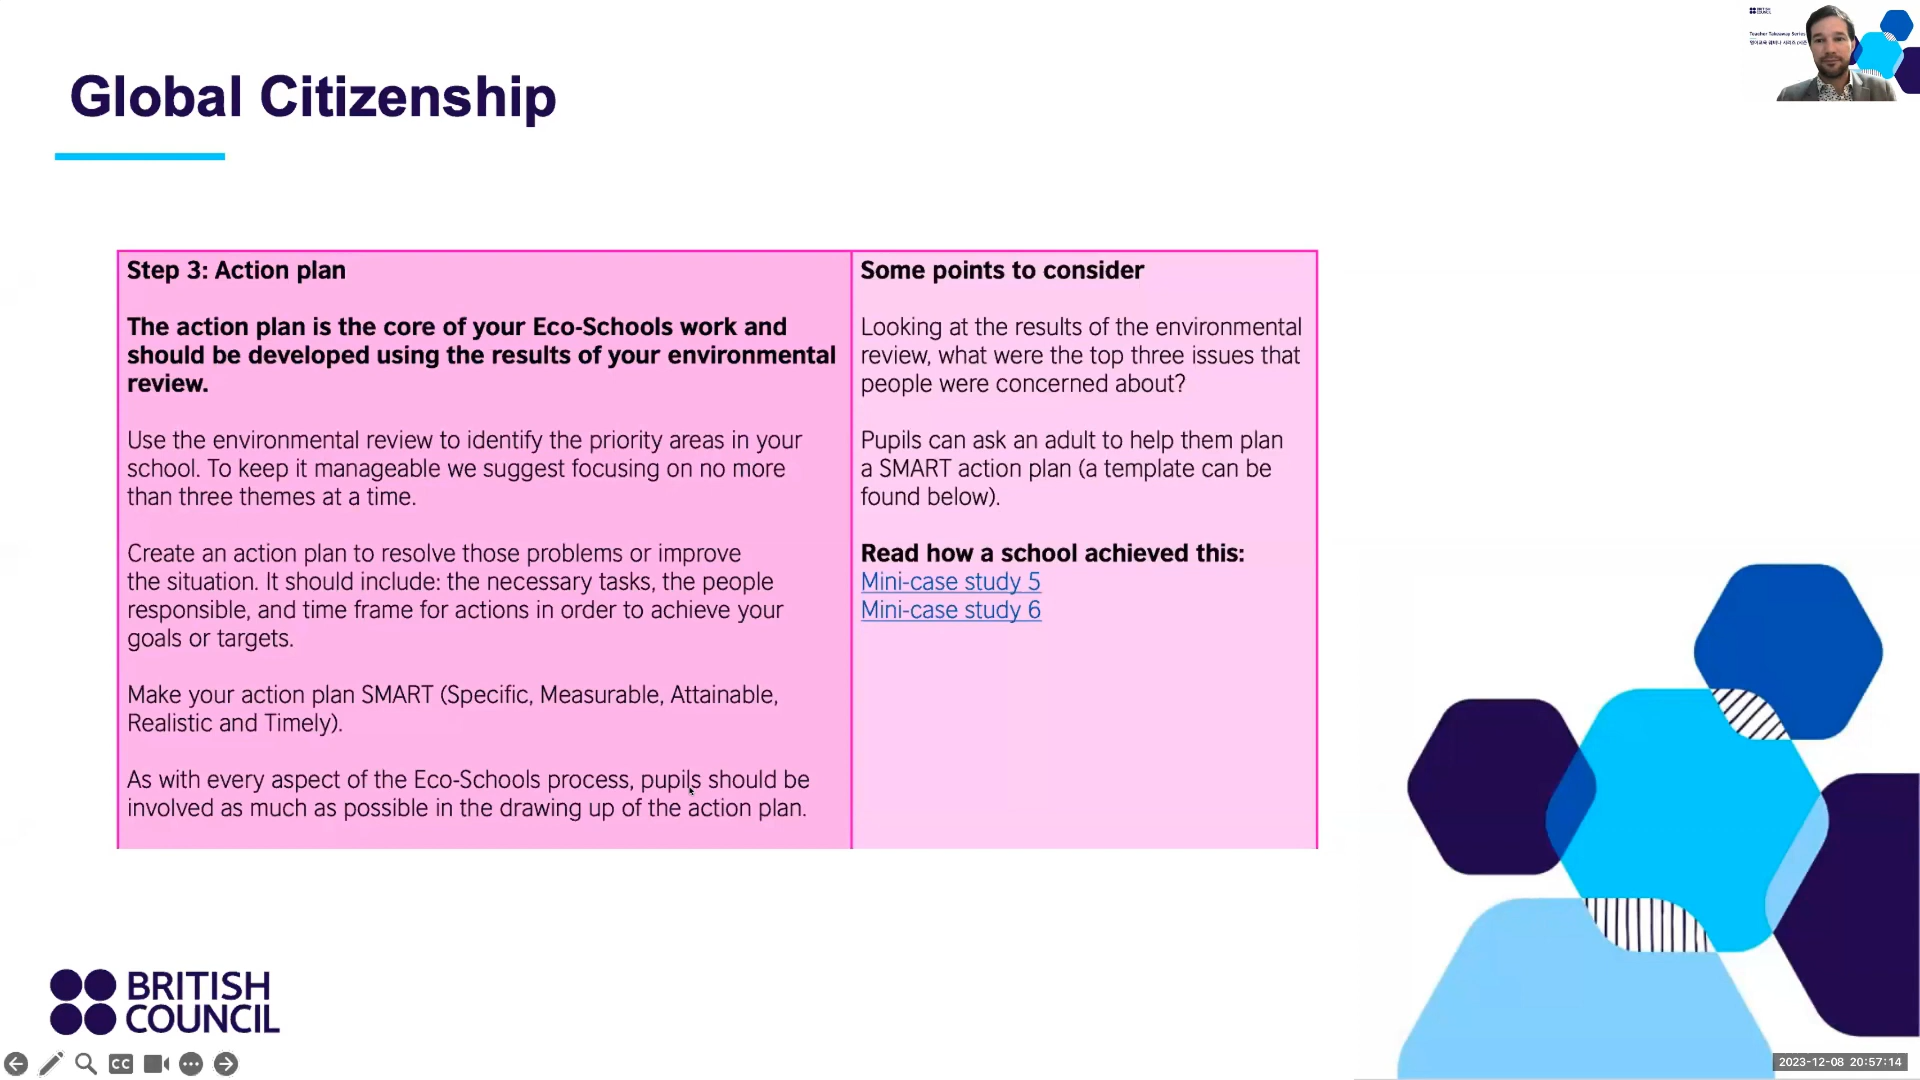 BRITISH
COUNCIL
Teacher Takeaway Series
Global Citizenship
Step 3: Action plan
The action plan is the core of your Eco-Schools work and
should be developed using the results of your environmental
review.
Use the environmental review to identify the priority areas in your
school. To keep it manageable we suggest focusing on no more
than three themes at a time.
Create an action plan to resolve those problems or improve
the situation. It should include: the necessary tasks, the people
responsible, and time frame for actions in order to achieve your
goals or targets.
Make your action plan SMART (Specific, Measurable, Attainable,
Realistic and Timely).
As with every aspect of the Eco-Schools process, pupils should be
involved as much as possible in the drawing up of the action plan.
Some points to consider
Looking at the results of the environmental
review, what were the top three issues that
people were concerned about?
Pupils can ask an adult to help them plan
a SMART action plan (a template can be
found below).
Read how a school achieved this:
Mini-case study 5
Mini-case study 6
BRITISH
COUNCIL
CC
2023-12-08 20:57:14